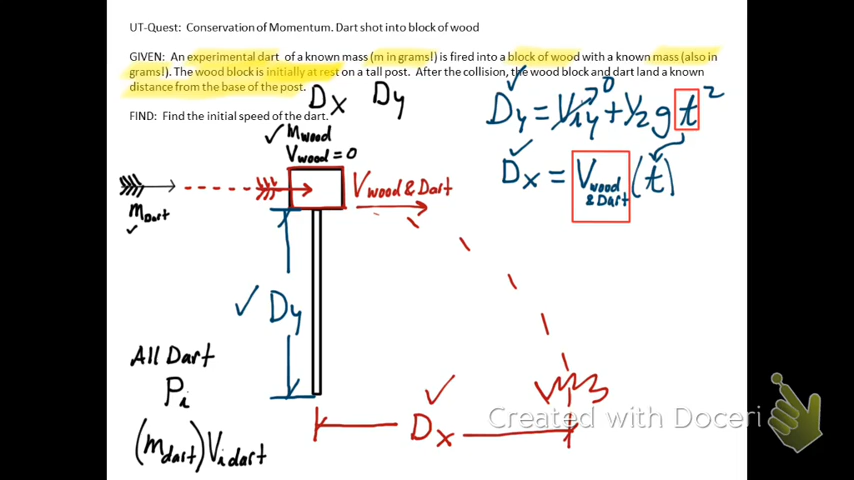 UT-Quest: Conservation of Momentum. Dart shot into block of wood
GIVEN: An experimental dart of a known mass (m in grams!) is fired into a block of wood with a known mass (also in
grams!). The wood block is initially at rest on a tall post. After the collision, the wood block and dart land a known
distance from the base of the post.
Dx Dy
FIND: Find the initial speed of the dart.
✓ Mwood
Vwood = 0
✓
Dy = Viy 0 + 1/2 g t 2
✓
Dx = Vwood & Dart (t)
Vwood & Dart
mDart
✓
✓ Dy
All Dart
Pi
(mdart) Vi dart
✓
Dx
Created with Doceri